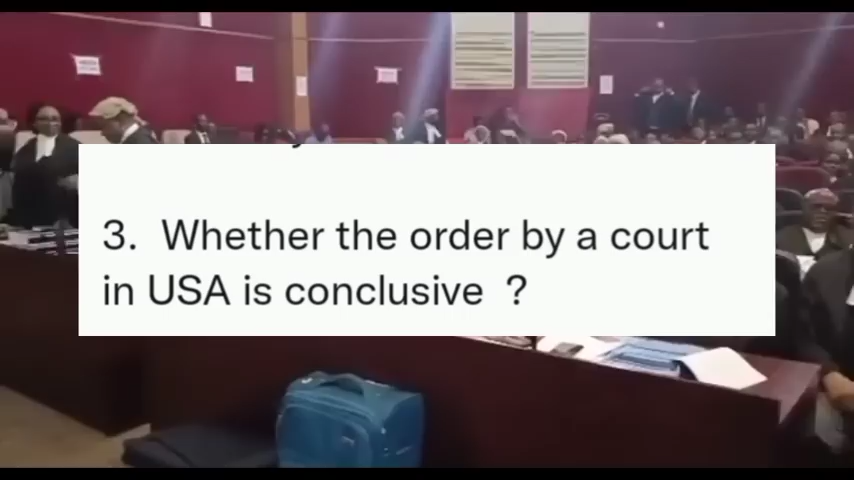 3. Whether the order by a court
in USA is conclusive ?